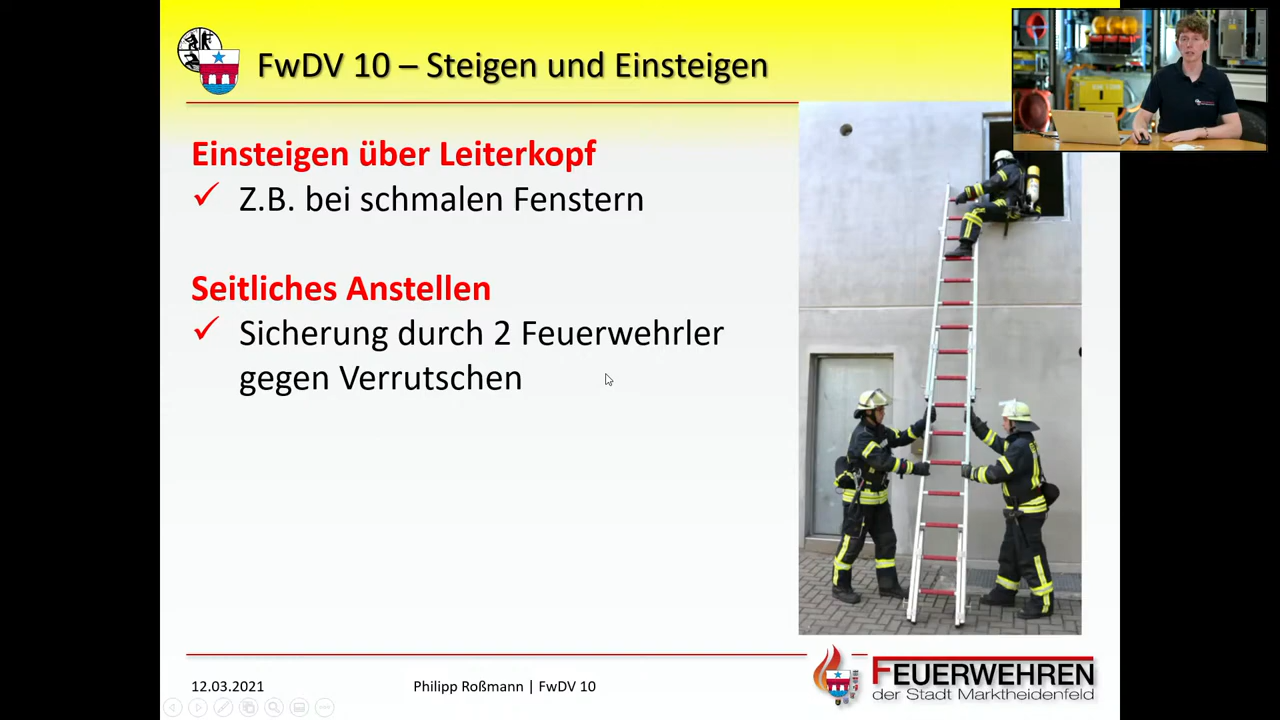 FwDV 10 – Steigen und Einsteigen
Einsteigen über Leiterkopf
Z.B. bei schmalen Fenstern
Seitliches Anstellen
Sicherung durch 2 Feuerwehrler
gegen Verrutschen
12.03.2021
Philipp Roßmann | FwDV 10
FEUERWEHREN
der Stadt Marktheidenfeld